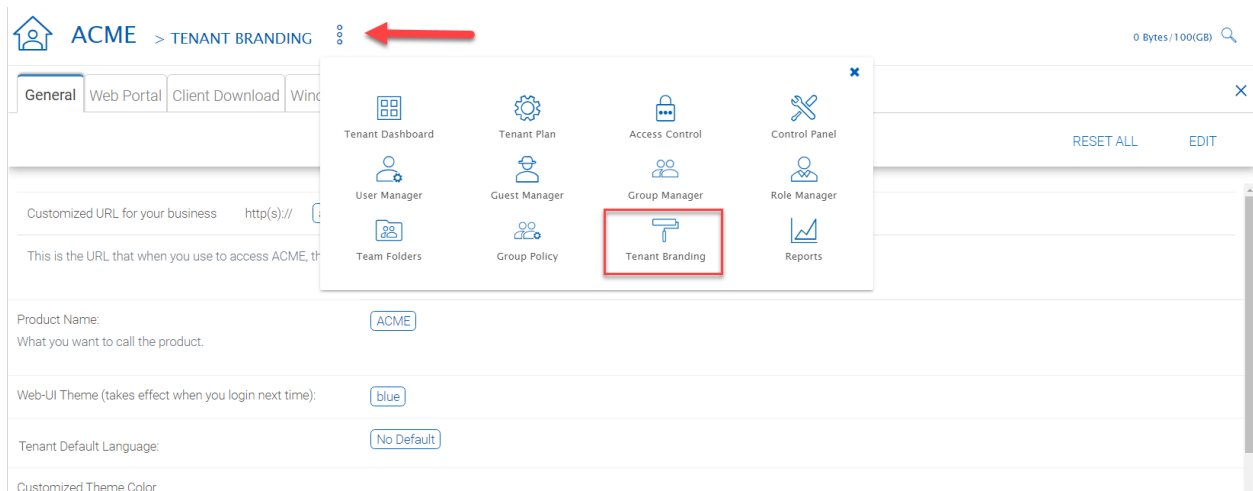 ACME > TENANT BRANDING
0 Bytes/100(GB)
General Web Portal Client Download
Tenant Dashboard Tenant Plan Access Control Control Panel
RESET ALL EDIT
User Manager Guest Manager Group Manager Role Manager
Customized URL for your business http(s)://
Team Folders Group Policy Tenant Branding Reports
This is the URL that when you use to access ACME,
Product Name: ACME
What you want to call the product.
Web-UI Theme (takes effect when you login next time): blue
Tenant Default Language: No Default
Customized Theme Color